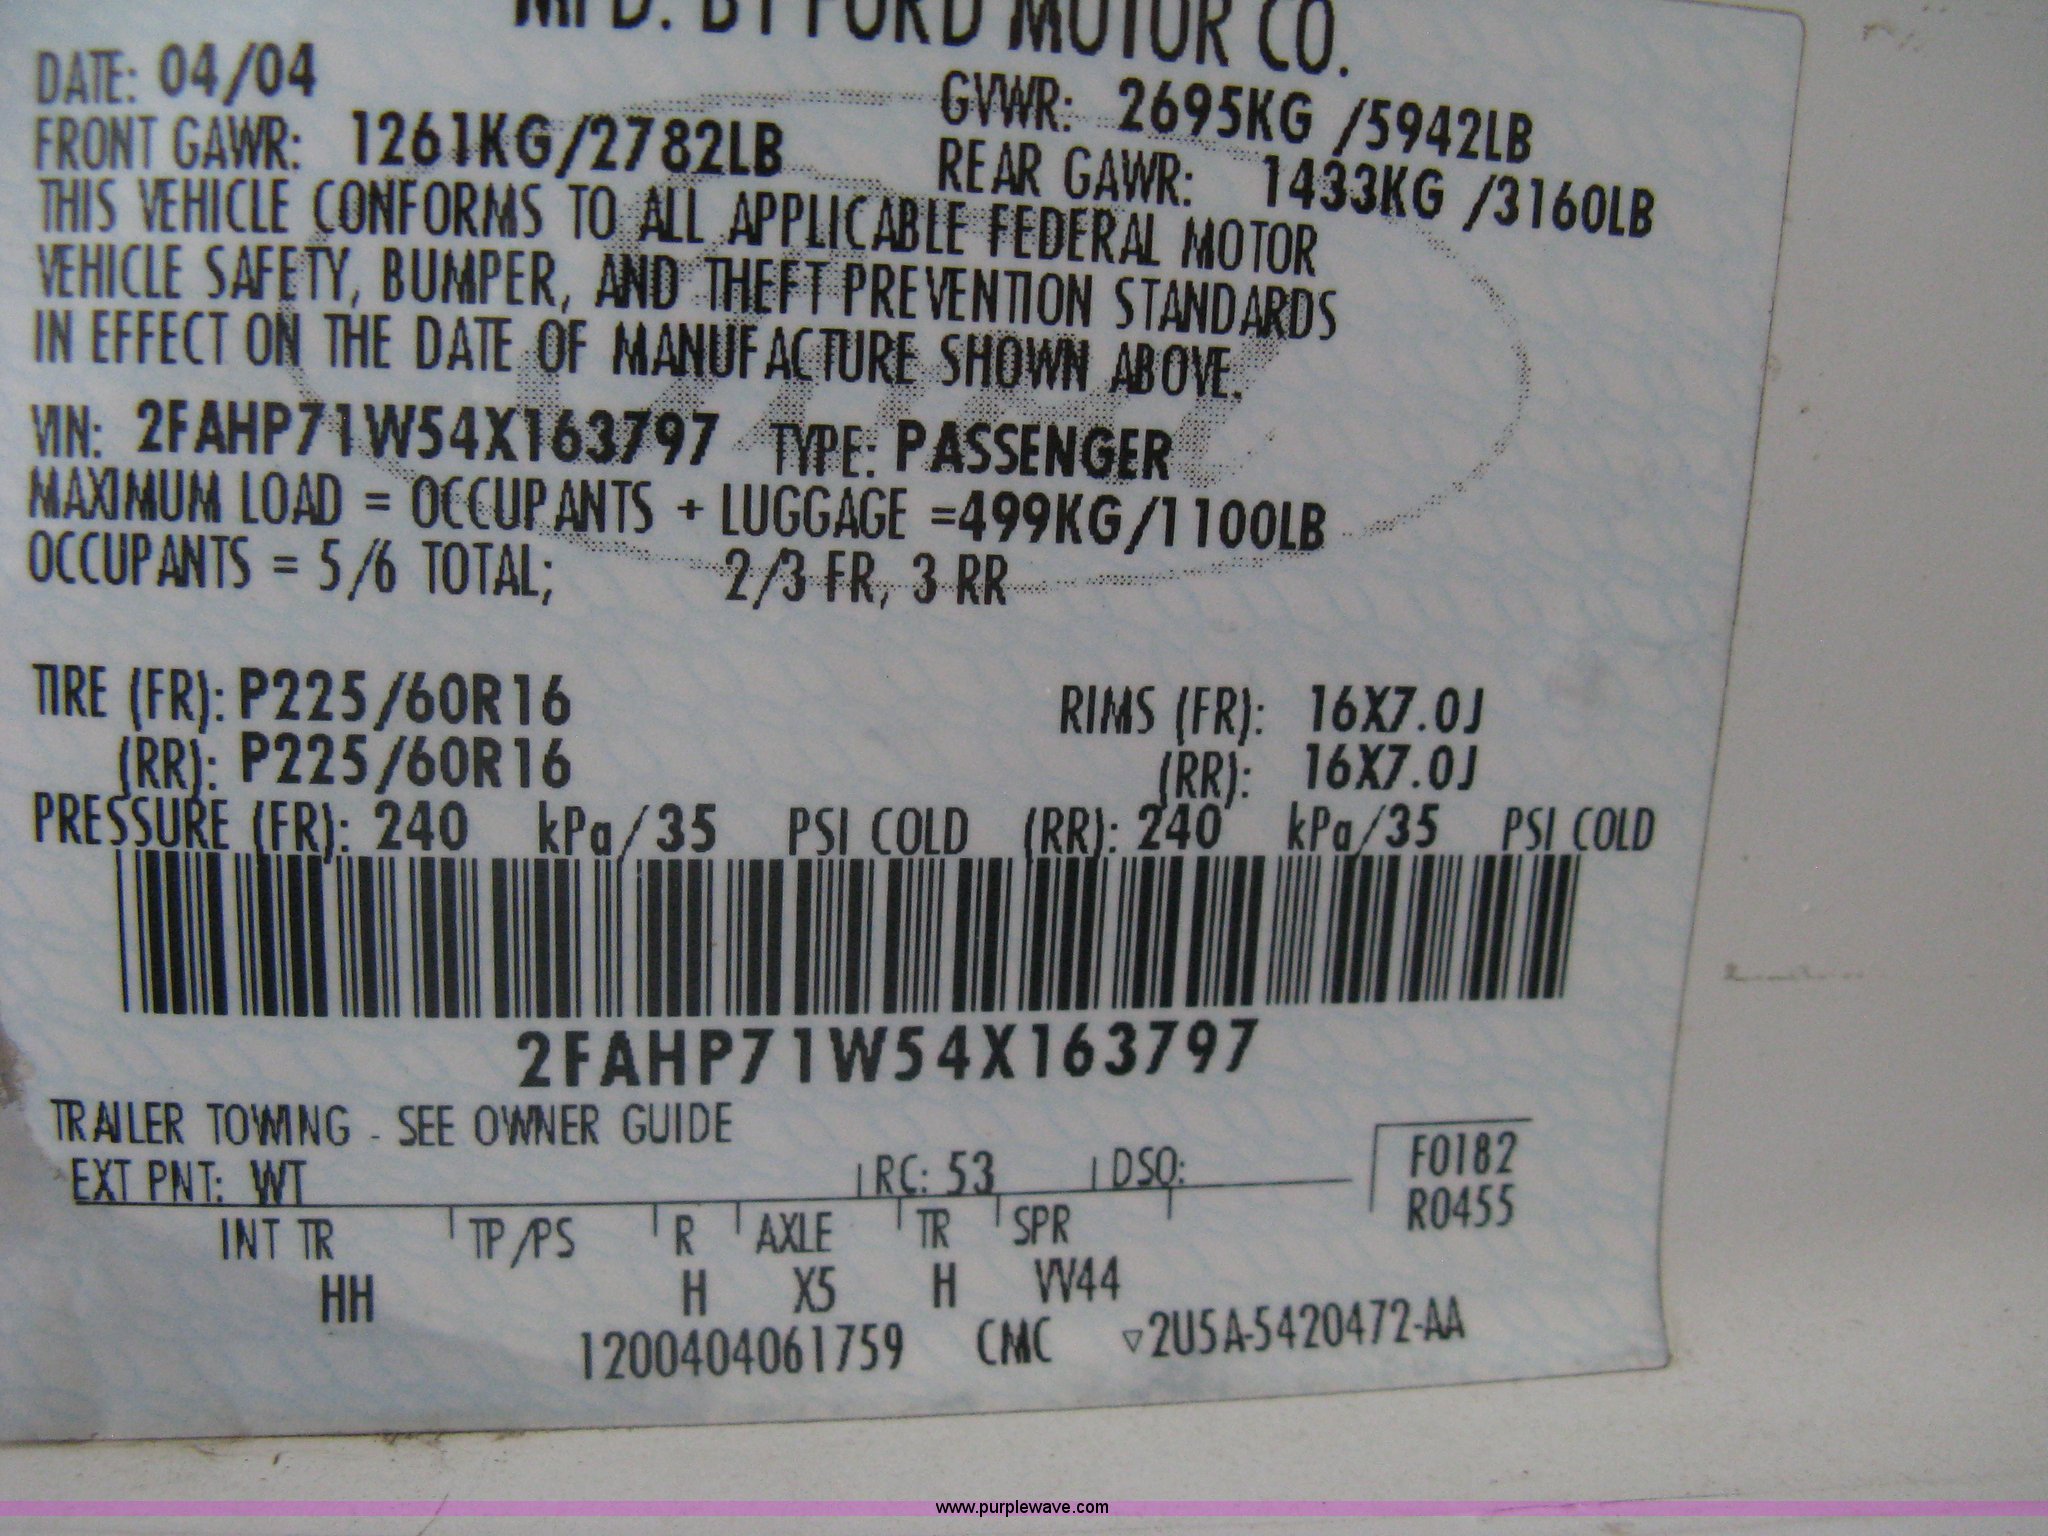 MFD. BY FORD MOTOR CO.
DATE: 04/04 GVWR: 2695KG /5942LB
FRONT GAWR: 1261KG/2782LB REAR GAWR: 1433KG /3160LB
THIS VEHICLE CONFORMS TO ALL APPLICABLE FEDERAL MOTOR
VEHICLE SAFETY, BUMPER, AND THEFT PREVENTION STANDARDS
IN EFFECT ON THE DATE OF MANUFACTURE SHOWN ABOVE.
VIN: 2FAHP71W54X163797 TYPE: PASSENGER
MAXIMUM LOAD = OCCUPANTS + LUGGAGE =499KG/1100LB
OCCUPANTS = 5/6 TOTAL; 2/3 FR, 3 RR
TIRE (FR): P225/60R16 RIMS (FR): 16X7.0J
(RR): P225/60R16 (RR): 16X7.0J
PRESSURE (FR): 240 kPa/35 PSI COLD (RR): 240 kPa/35 PSI COLD
2FAHP71W54X163797
TRAILER TOWING - SEE OWNER GUIDE
EXT PNT: WT RC: 53 DSO: F0182
R0455
INT TR TP/PS R AXLE TR SPR
HH H X5 H VV44
1200404061759 CMC ▽2U5A-5420472-AA
www.purplewave.com